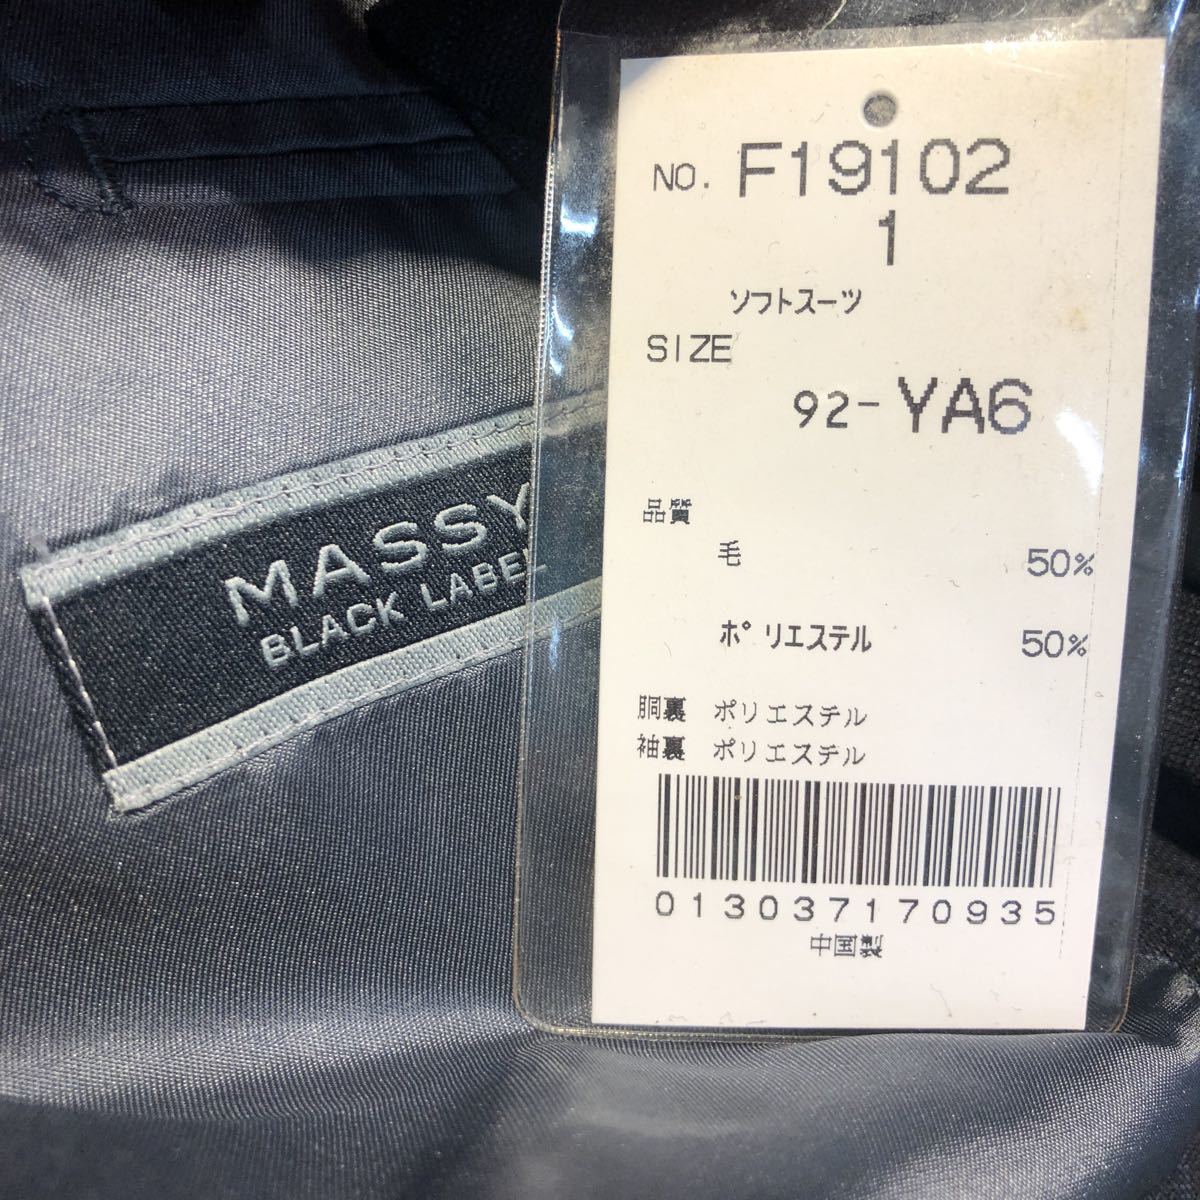 MASSY
BLACK LABEL
NO. F19102
1
ソフトスーツ
SIZE
92-YA6
品質
毛 50%
ポリエステル 50%
胴裏 ポリエステル
袖裏 ポリエステル
0130371170935
中国製